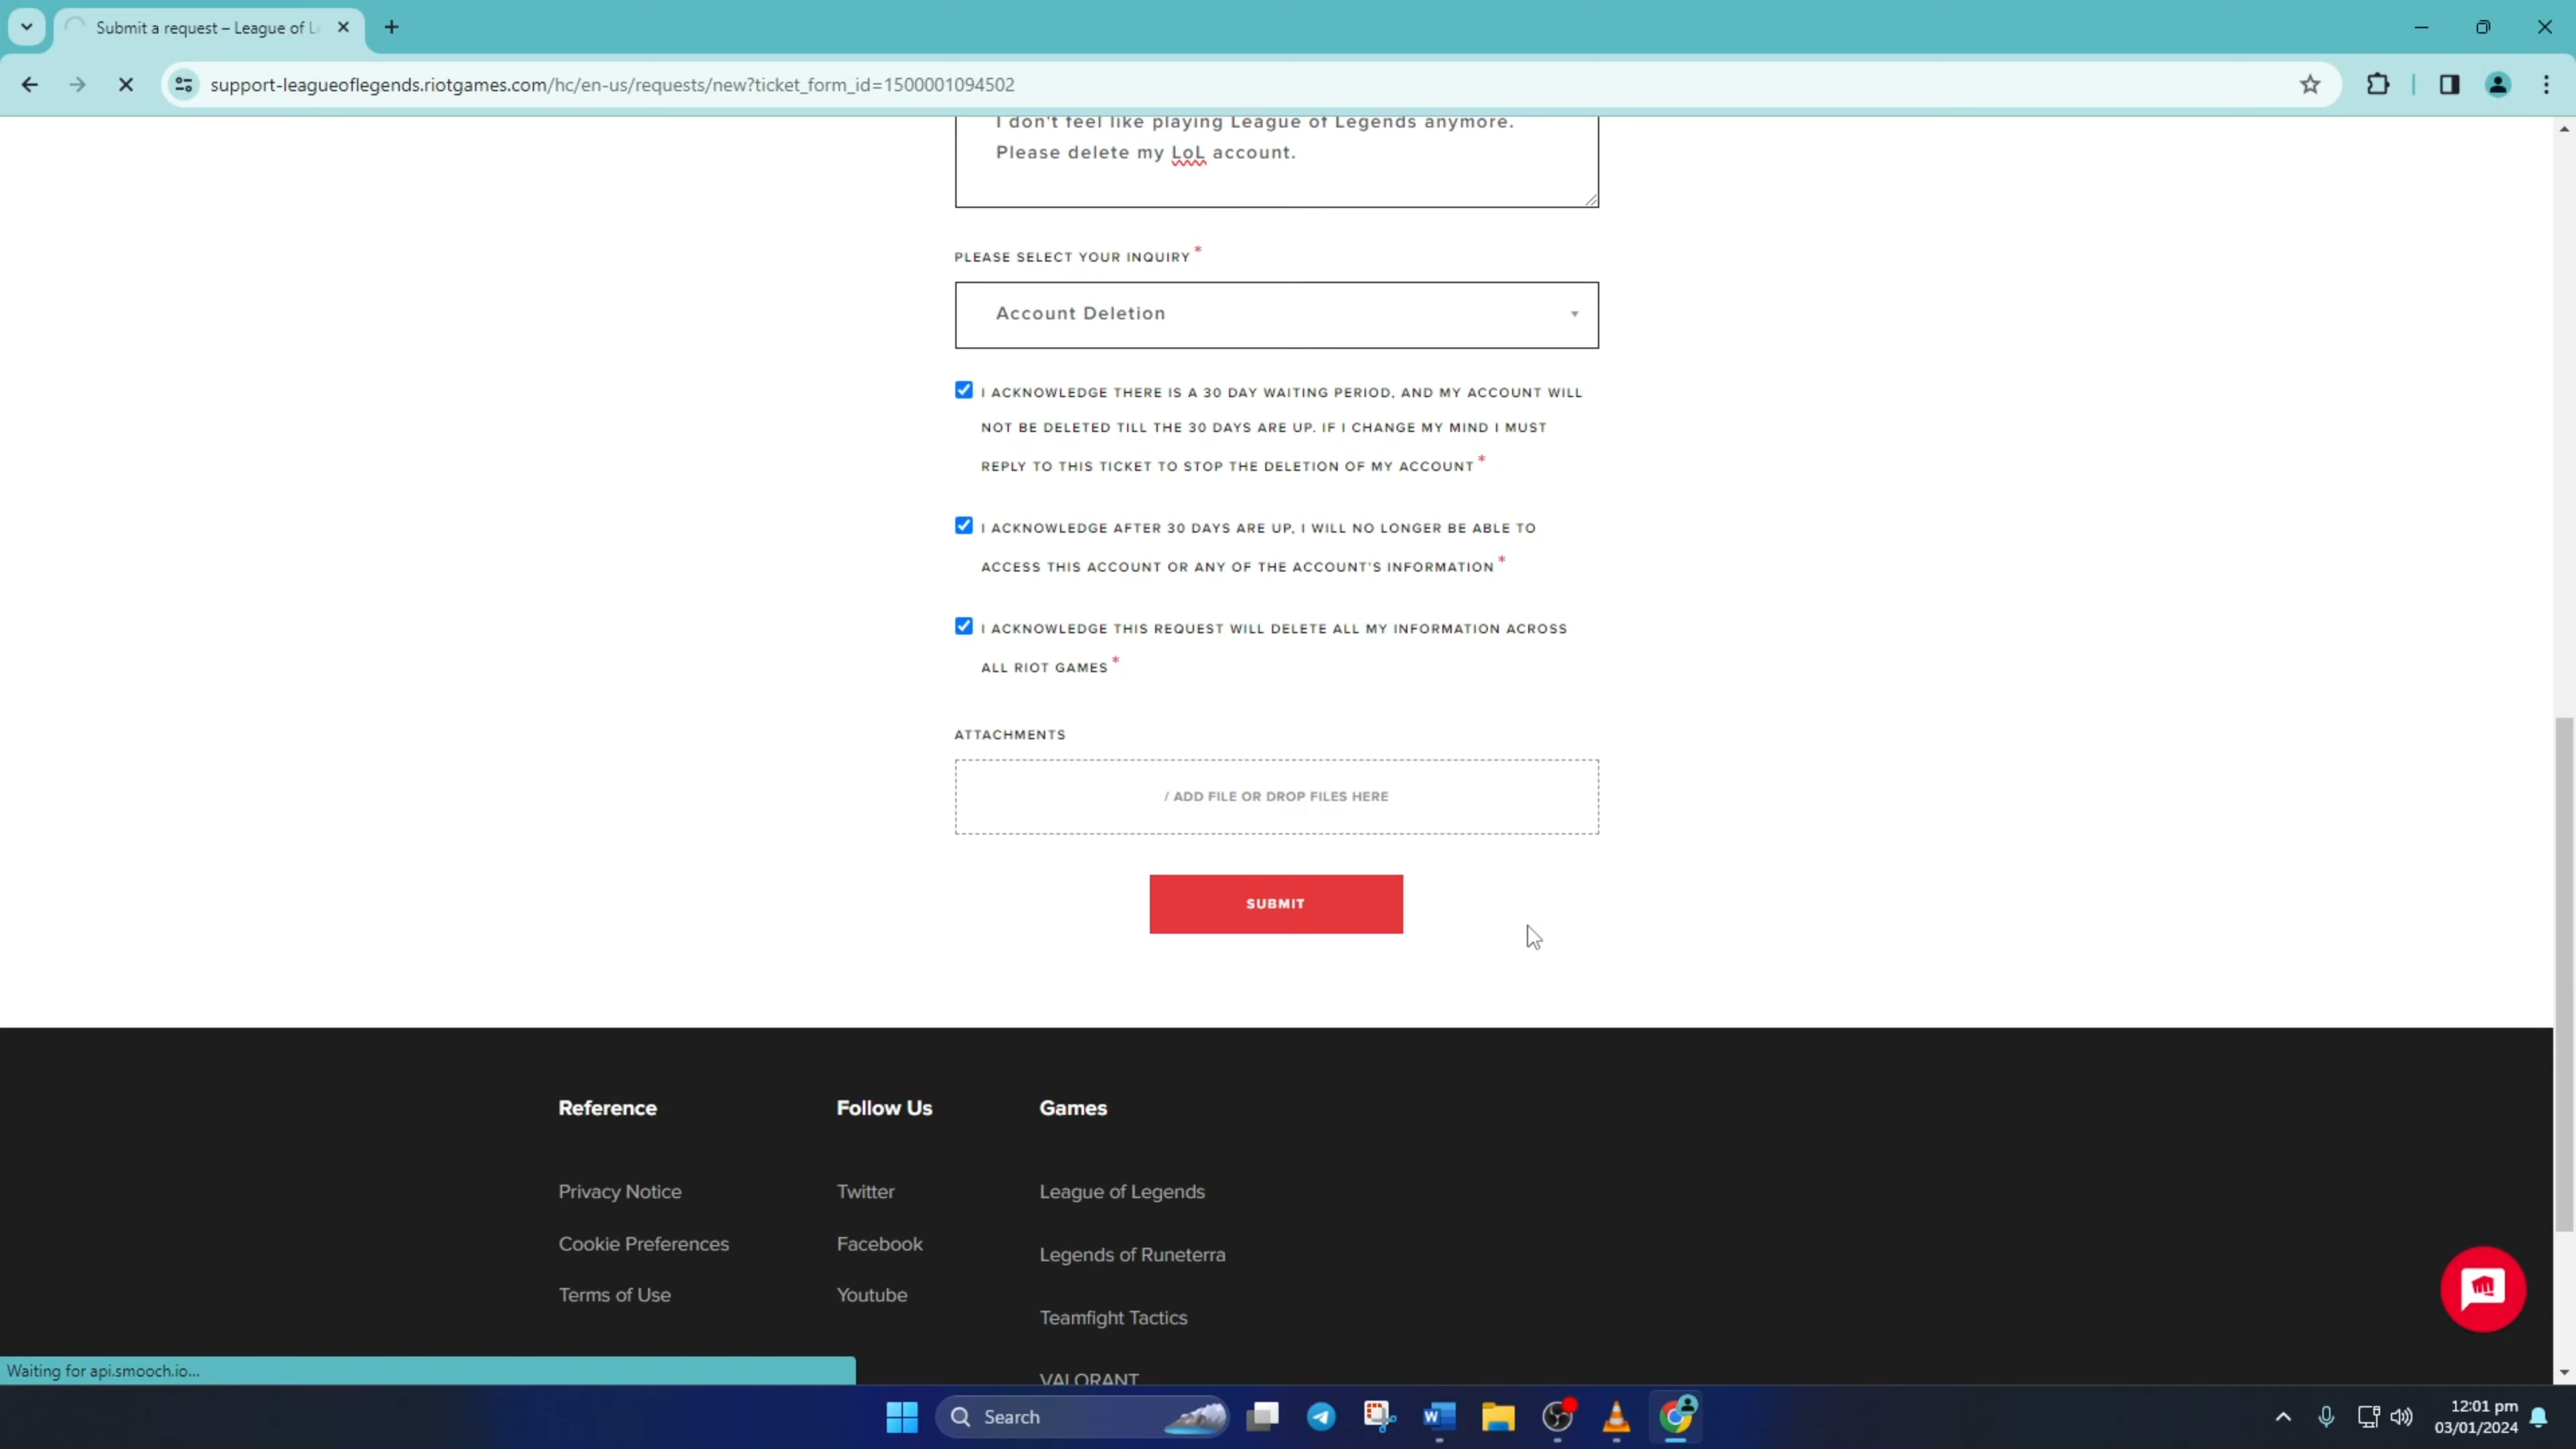 Submit a request – League of L
support-leagueoflegends.riotgames.com/hc/en-us/requests/new?ticket_form_id=1500001094502
I don't feel like playing League of Legends anymore.
Please delete my LoL account.
PLEASE SELECT YOUR INQUIRY *
Account Deletion
I ACKNOWLEDGE THERE IS A 30 DAY WAITING PERIOD, AND MY ACCOUNT WILL
NOT BE DELETED TILL THE 30 DAYS ARE UP. IF I CHANGE MY MIND I MUST
REPLY TO THIS TICKET TO STOP THE DELETION OF MY ACCOUNT *
I ACKNOWLEDGE AFTER 30 DAYS ARE UP, I WILL NO LONGER BE ABLE TO
ACCESS THIS ACCOUNT OR ANY OF THE ACCOUNT'S INFORMATION *
I ACKNOWLEDGE THIS REQUEST WILL DELETE ALL MY INFORMATION ACROSS
ALL RIOT GAMES *
ATTACHMENTS
/ ADD FILE OR DROP FILES HERE
SUBMIT
Reference
Privacy Notice
Cookie Preferences
Terms of Use
Follow Us
Twitter
Facebook
Youtube
Games
League of Legends
Legends of Runeterra
Teamfight Tactics
VALORANT
Waiting for api.smooch.io...
Search
12:01 pm
03/01/2024